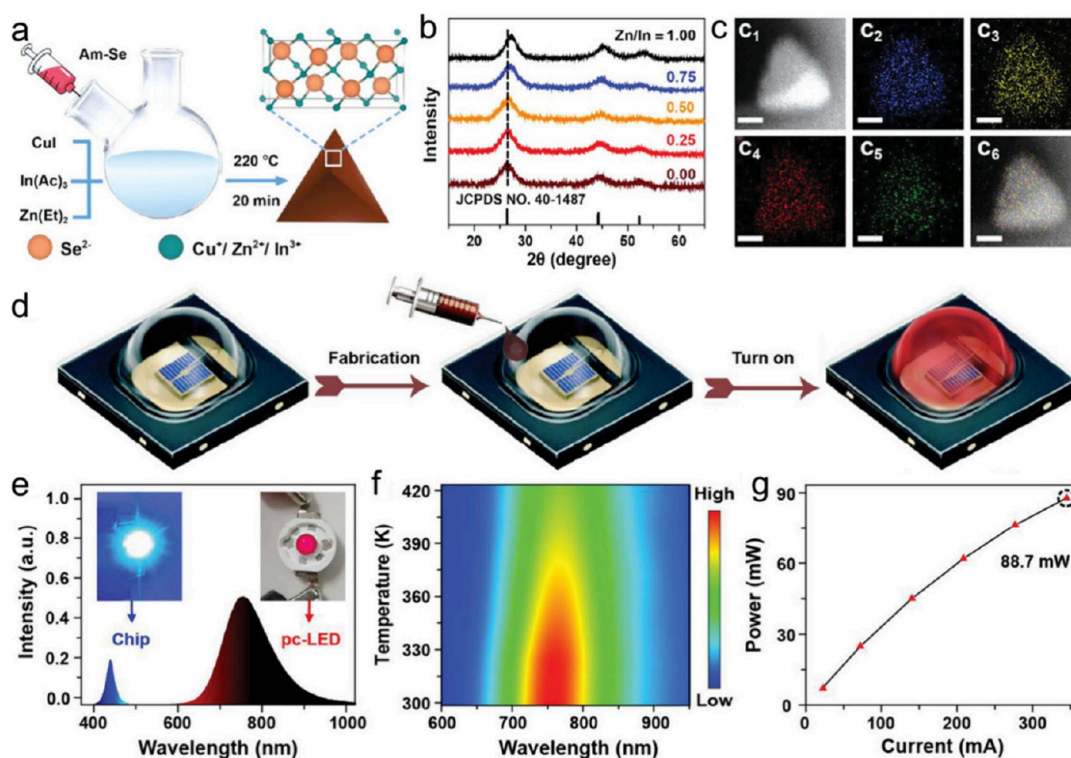 a
Am-Se
CuI
In(Ac)₃
Zn(Et)₂
220 °C
20 min
Se²⁻
Cu⁺/ Zn²⁺/ In³⁺
b
Zn/In = 1.00
0.75
0.50
0.25
0.00
JCPDS NO. 40-1487
Intensity
30 40 50 60
2θ (degree)
c
C₁
C₂
C₃
C₄
C₅
C₆
d
Fabrication
Turn on
e
Intensity (a.u.)
1.0
0.8
0.6
0.4
0.2
0.0
Chip
pc-LED
400 600 800 1000
Wavelength (nm)
f
Temperature (K)
420
390
360
330
300
600 700 800 900
Wavelength (nm)
High
Low
g
Power (mW)
90
60
30
0
88.7 mW
0 100 200 300
Current (mA)